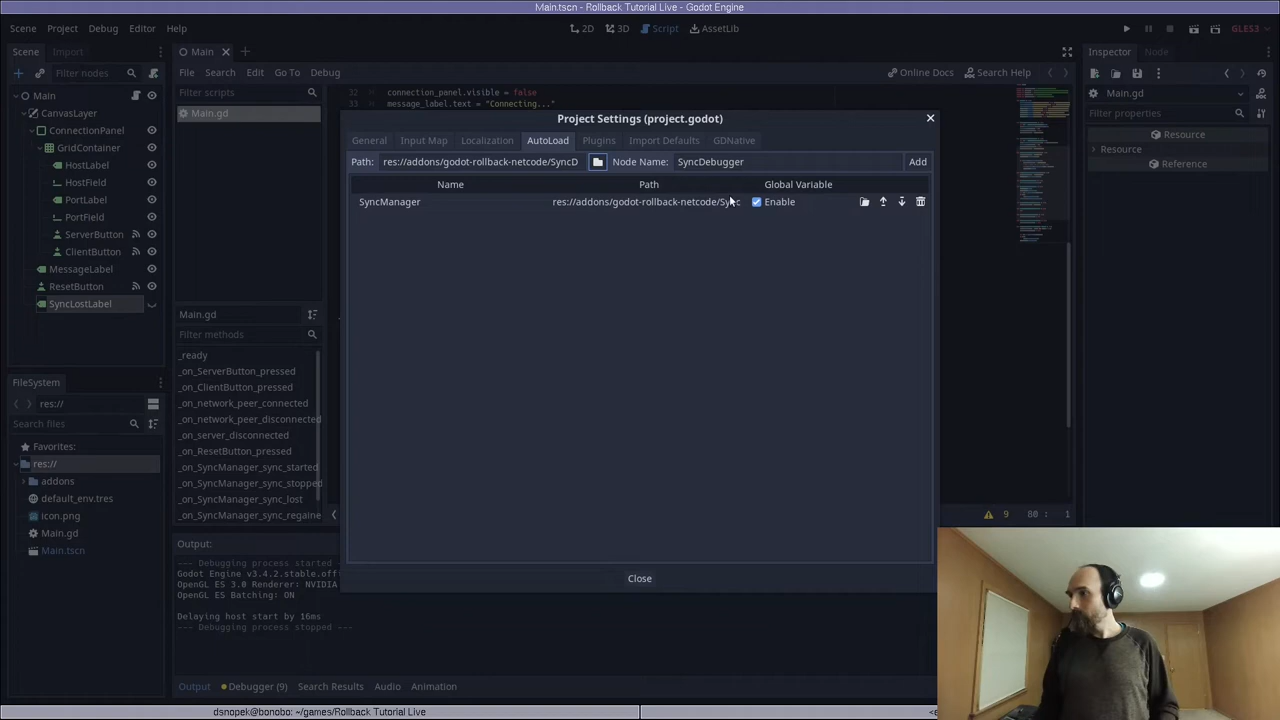 Main.tscn - Rollback Tutorial Live - Godot Engine
Scene Project Debug Editor Help
2D 3D Script AssetLib
GLES3
Scene Import
Filter nodes
Main
CanvasLayer
ConnectionPanel
GridContainer
HostLabel
HostField
PortLabel
PortField
ServerButton
ClientButton
MessageLabel
ResetButton
SyncLostLabel
FileSystem
res://
Search files
Favorites:
res://
addons
default_env.tres
icon.png
Main.gd
Main.tscn
Main
File Search Edit Go To Debug
Online Docs Search Help
Filter scripts
Main.gd
Main.gd
Filter methods
_ready
_on_ServerButton_pressed
_on_ClientButton_pressed
_on_network_peer_connected
_on_network_peer_disconnected
_on_server_disconnected
_on_ResetButton_pressed
_on_SyncManager_sync_started
_on_SyncManager_sync_stopped
_on_SyncManager_sync_lost
_on_SyncManager_sync_regaine
32 connection_panel.visible = false
33 message_label.text = "Connecting..."
Project Settings (project.godot)
General Input Map Localization AutoLoad Plugins Import Defaults GDNative
Path: res://addons/godot-rollback-netcode/SyncD Node Name: SyncDebugger Add
Name Path Global Variable
SyncManager res://addons/godot-rollback-netcode/Sync Enable
Close
9 80 : 1
Output:
--- Debugging process started ---
Godot Engine v3.4.2.stable.offi
OpenGL ES 3.0 Renderer: NVIDIA
OpenGL ES Batching: ON
Delaying host start by 16ms
--- Debugging process stopped ---
Output Debugger (9) Search Results Audio Animation
Inspector Node
Main.gd
Filter properties
Resource
Resource
Reference
dsnopek@bonobo: ~/games/Rollback Tutorial Live